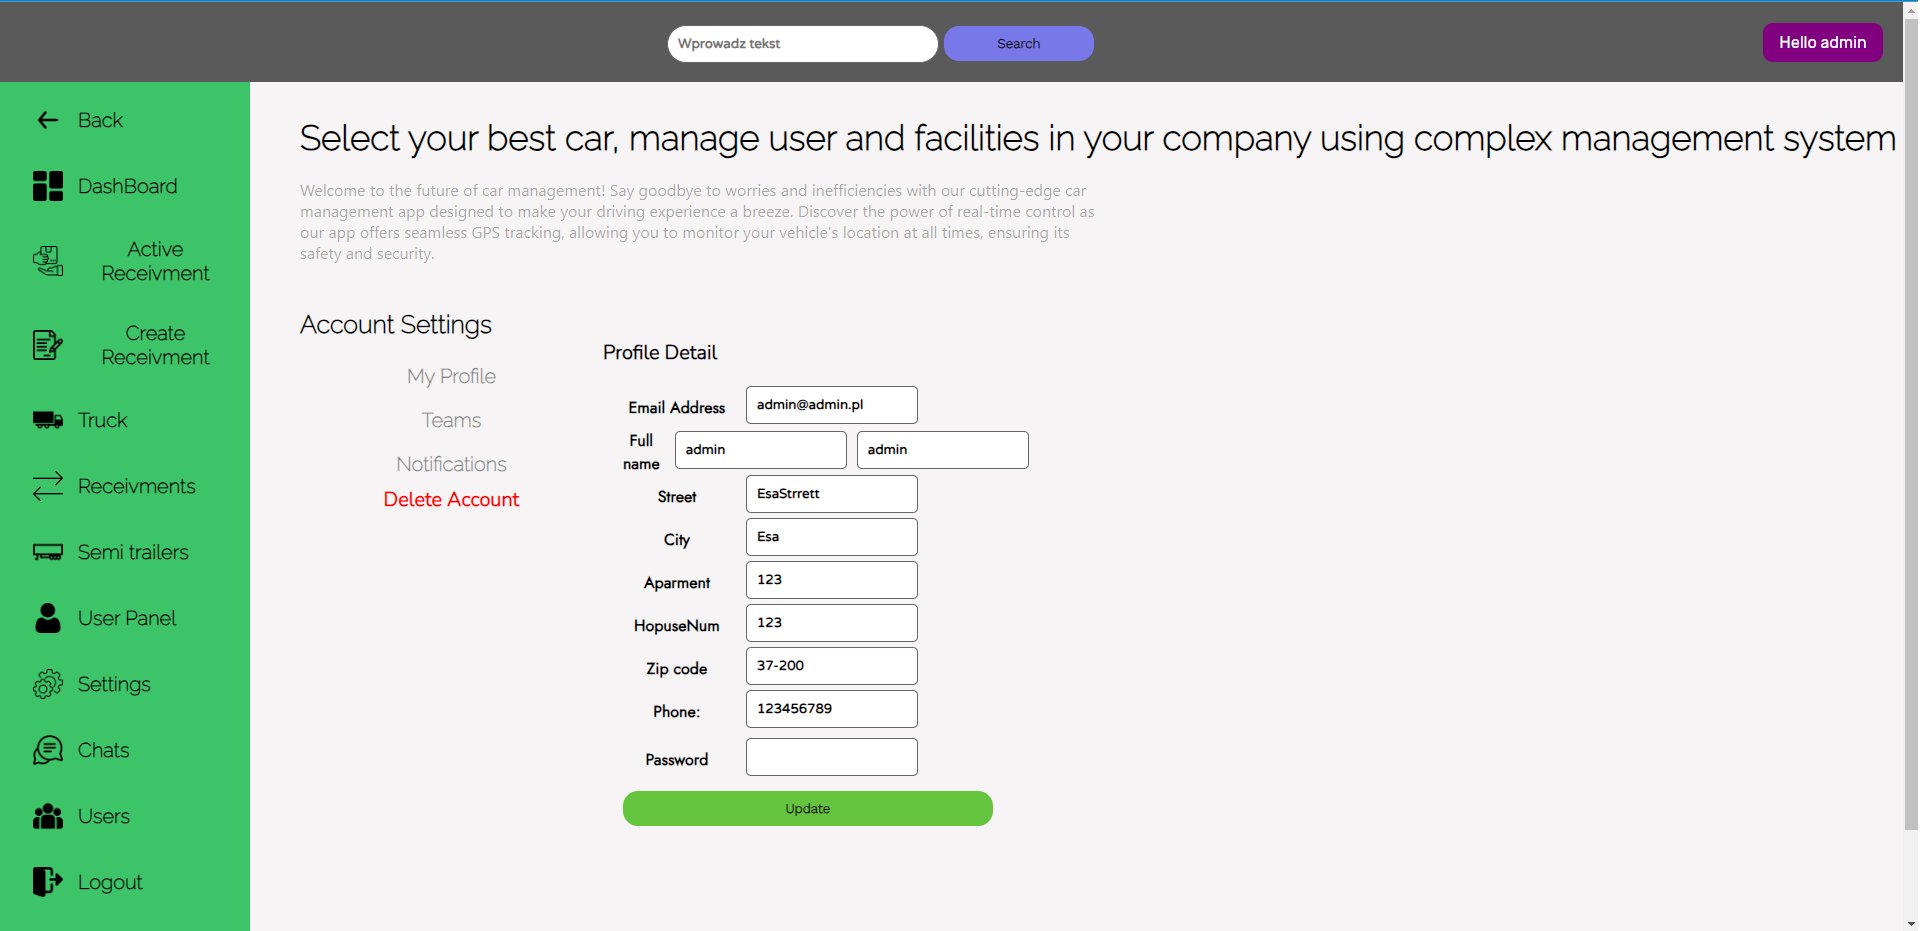 Wprowadz tekst
Search
Hello admin
Back
DashBoard
Active
Receivment
Create
Receivment
Truck
Receivments
Semi trailers
User Panel
Settings
Chats
Users
Logout
Select your best car, manage user and facilities in your company using complex management system
Welcome to the future of car management! Say goodbye to worries and inefficiencies with our cutting-edge car
management app designed to make your driving experience a breeze. Discover the power of real-time control as
our app offers seamless GPS tracking, allowing you to monitor your vehicle's location at all times, ensuring its
safety and security.
Account Settings
My Profile
Teams
Notifications
Delete Account
Profile Detail
Email Address admin@admin.pl
Full
name admin admin
Street EsaStrrett
City Esa
Aparment 123
HopuseNum 123
Zip code 37-200
Phone: 123456789
Password
Update